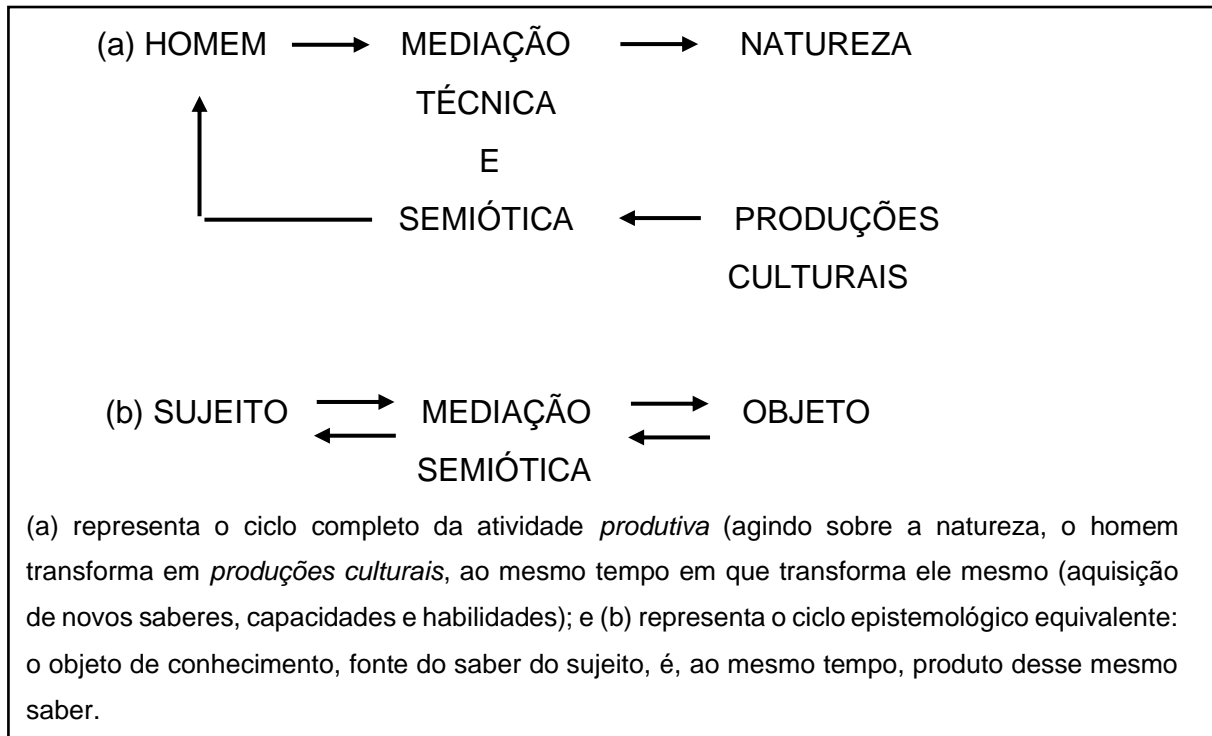 (a) HOMEM MEDIAÇÃO NATUREZA
TÉCNICA
E
SEMIÓTICA PRODUÇÕES
CULTURAIS
(b) SUJEITO MEDIAÇÃO OBJETO
SEMIÓTICA
(a) representa o ciclo completo da atividade produtiva (agindo sobre a natureza, o homem
transforma em produções culturais, ao mesmo tempo em que transforma ele mesmo (aquisição
de novos saberes, capacidades e habilidades); e (b) representa o ciclo epistemológico equivalente:
o objeto de conhecimento, fonte do saber do sujeito, é, ao mesmo tempo, produto desse mesmo
saber.